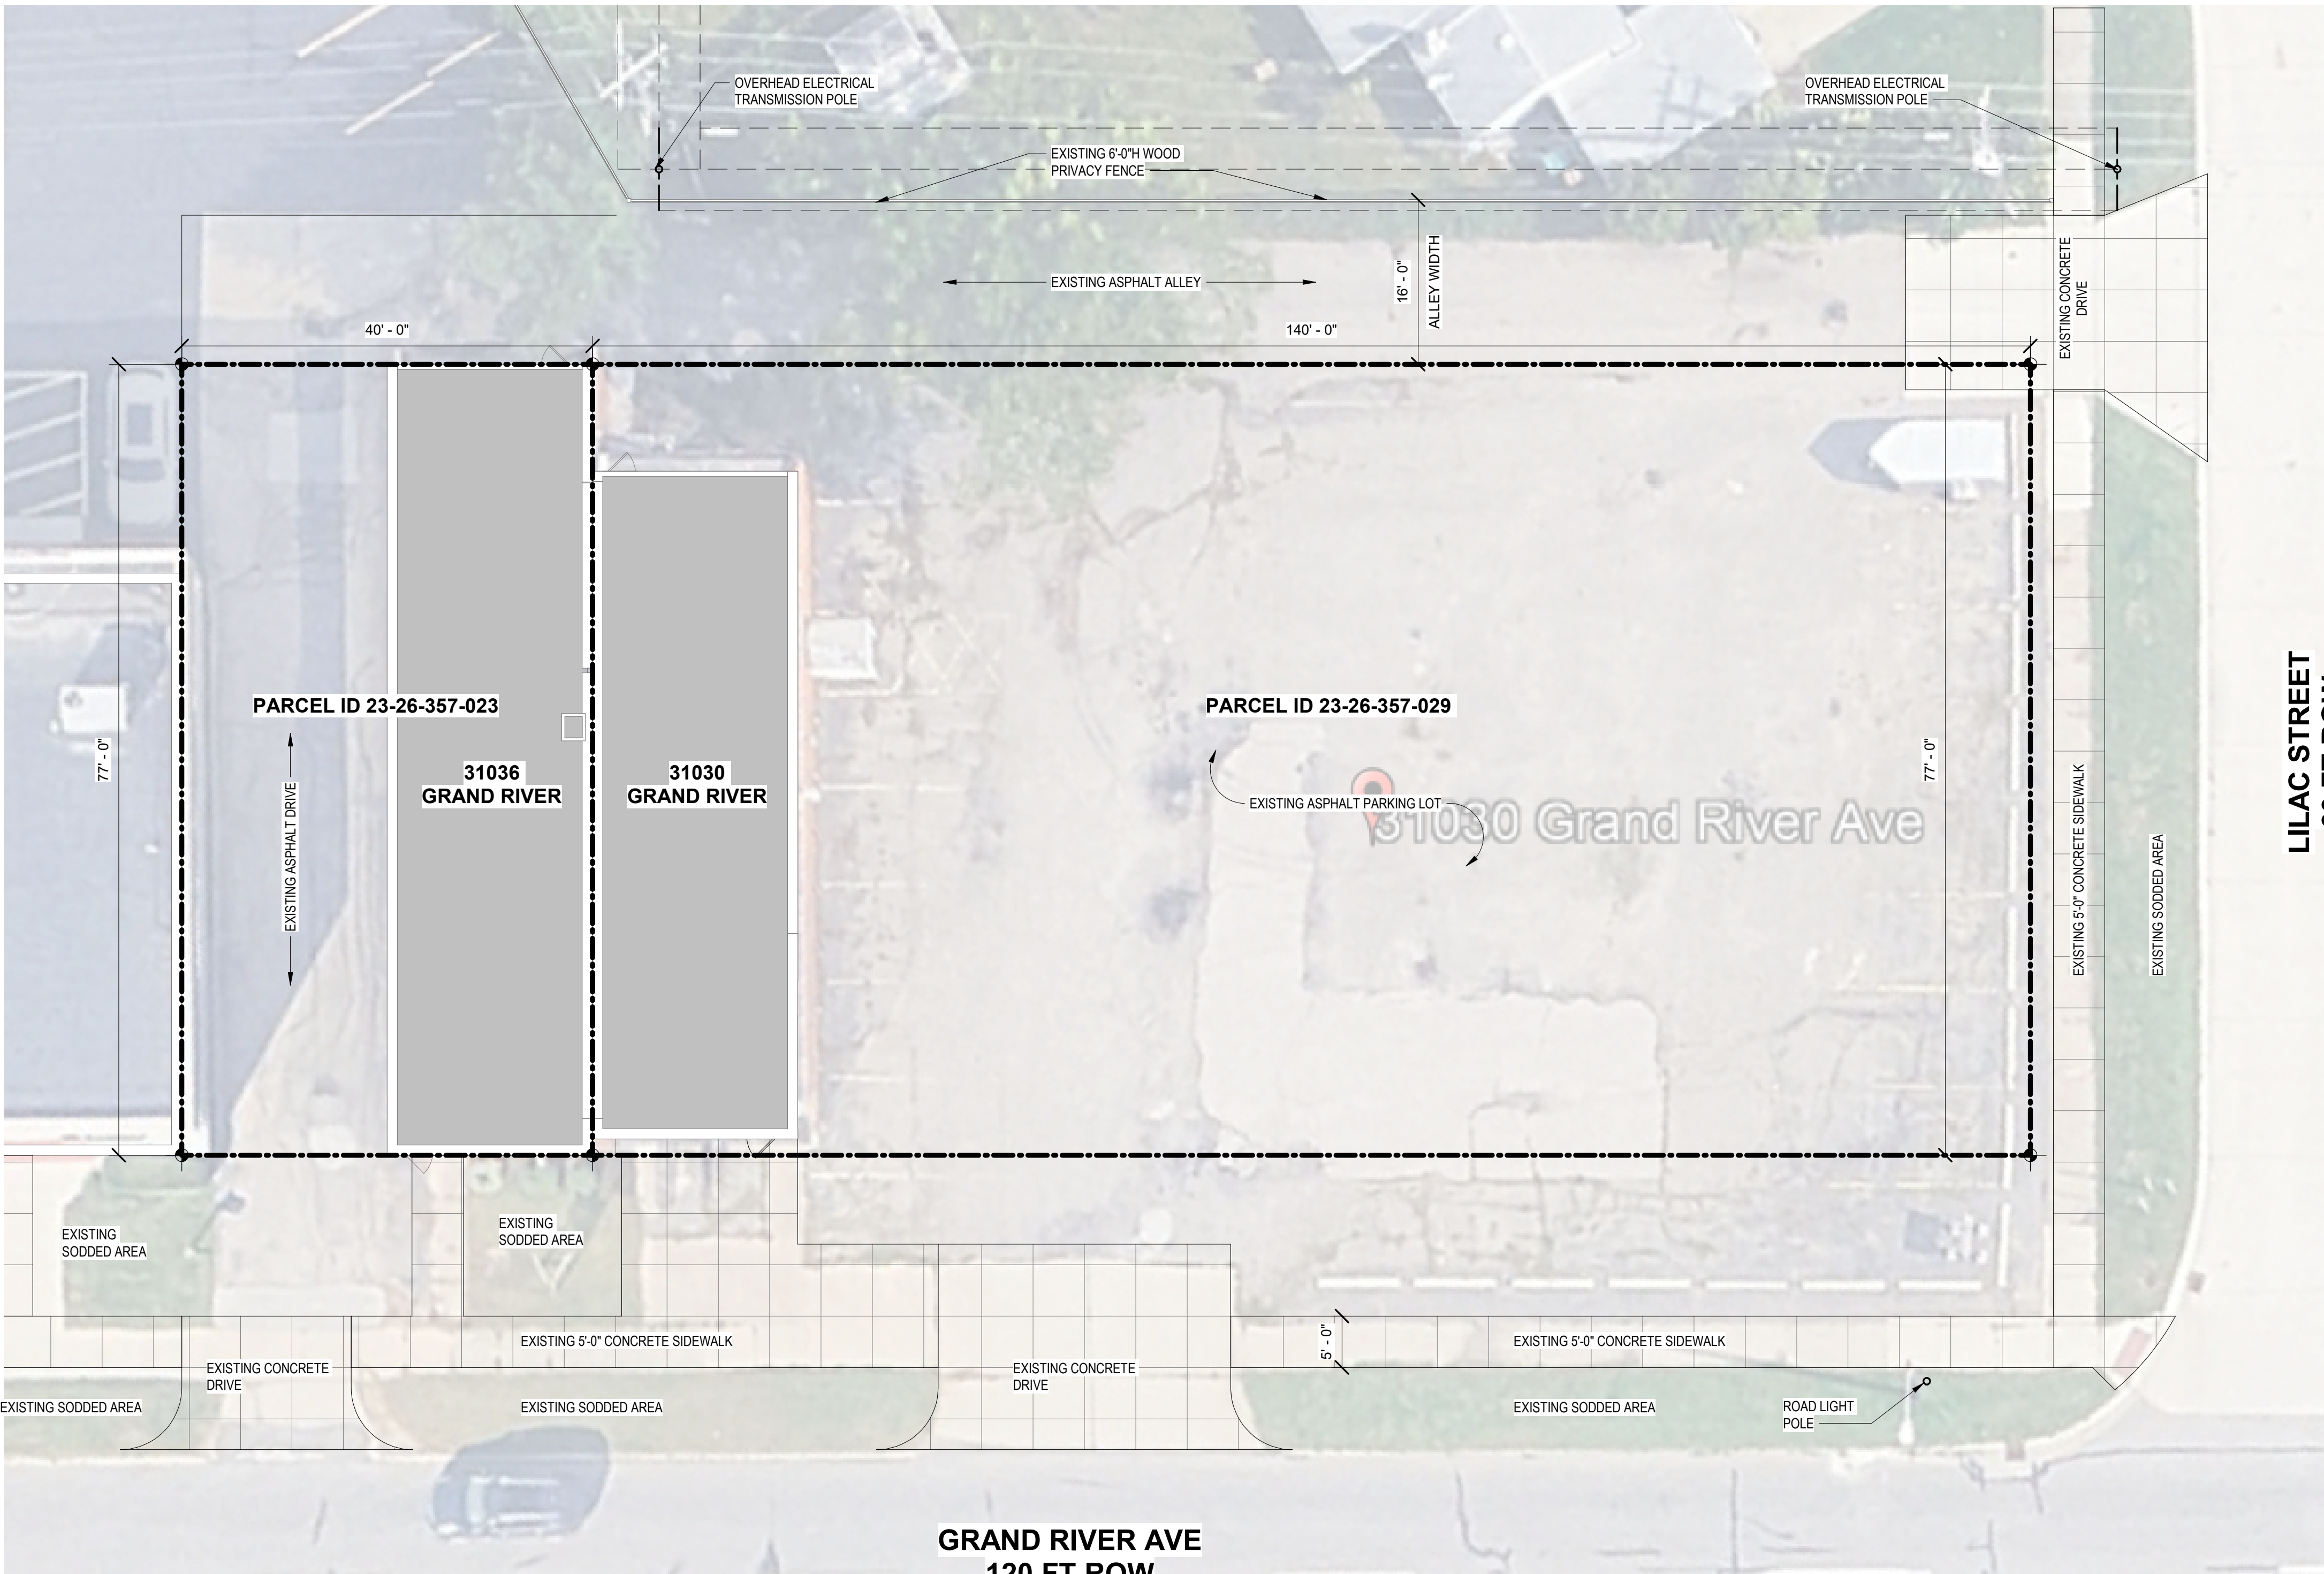 OVERHEAD ELECTRICAL
TRANSMISSION POLE
OVERHEAD ELECTRICAL
TRANSMISSION POLE
EXISTING 6'-0"H WOOD
PRIVACY FENCE
EXISTING ASPHALT ALLEY
16' - 0"
ALLEY WIDTH
EXISTING CONCRETE
DRIVE
40' - 0"
140' - 0"
PARCEL ID 23-26-357-023
PARCEL ID 23-26-357-029
77' - 0"
EXISTING ASPHALT DRIVE
31036
GRAND RIVER
31030
GRAND RIVER
EXISTING ASPHALT PARKING LOT
31030 Grand River Ave
77' - 0"
EXISTING 5'-0" CONCRETE SIDEWALK
EXISTING SODDED AREA
LILAC STREET
EXISTING
SODDED AREA
EXISTING
SODDED AREA
EXISTING 5'-0" CONCRETE SIDEWALK
5' - 0"
EXISTING 5'-0" CONCRETE SIDEWALK
EXISTING CONCRETE
DRIVE
EXISTING CONCRETE
DRIVE
EXISTING SODDED AREA
EXISTING SODDED AREA
EXISTING SODDED AREA
ROAD LIGHT
POLE
GRAND RIVER AVE
120 FT ROW